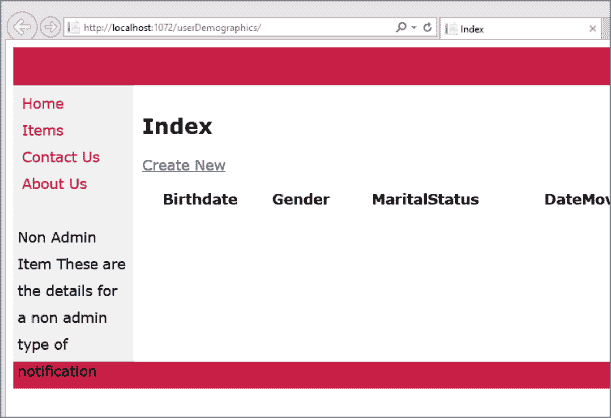 http://localhost:1072/userDemographics/
Index
Home
Items
Contact Us
About Us
Non Admin
Item These are
the details for
a non admin
type of
notification
Index
Create New
Birthdate Gender MaritalStatus DateMov